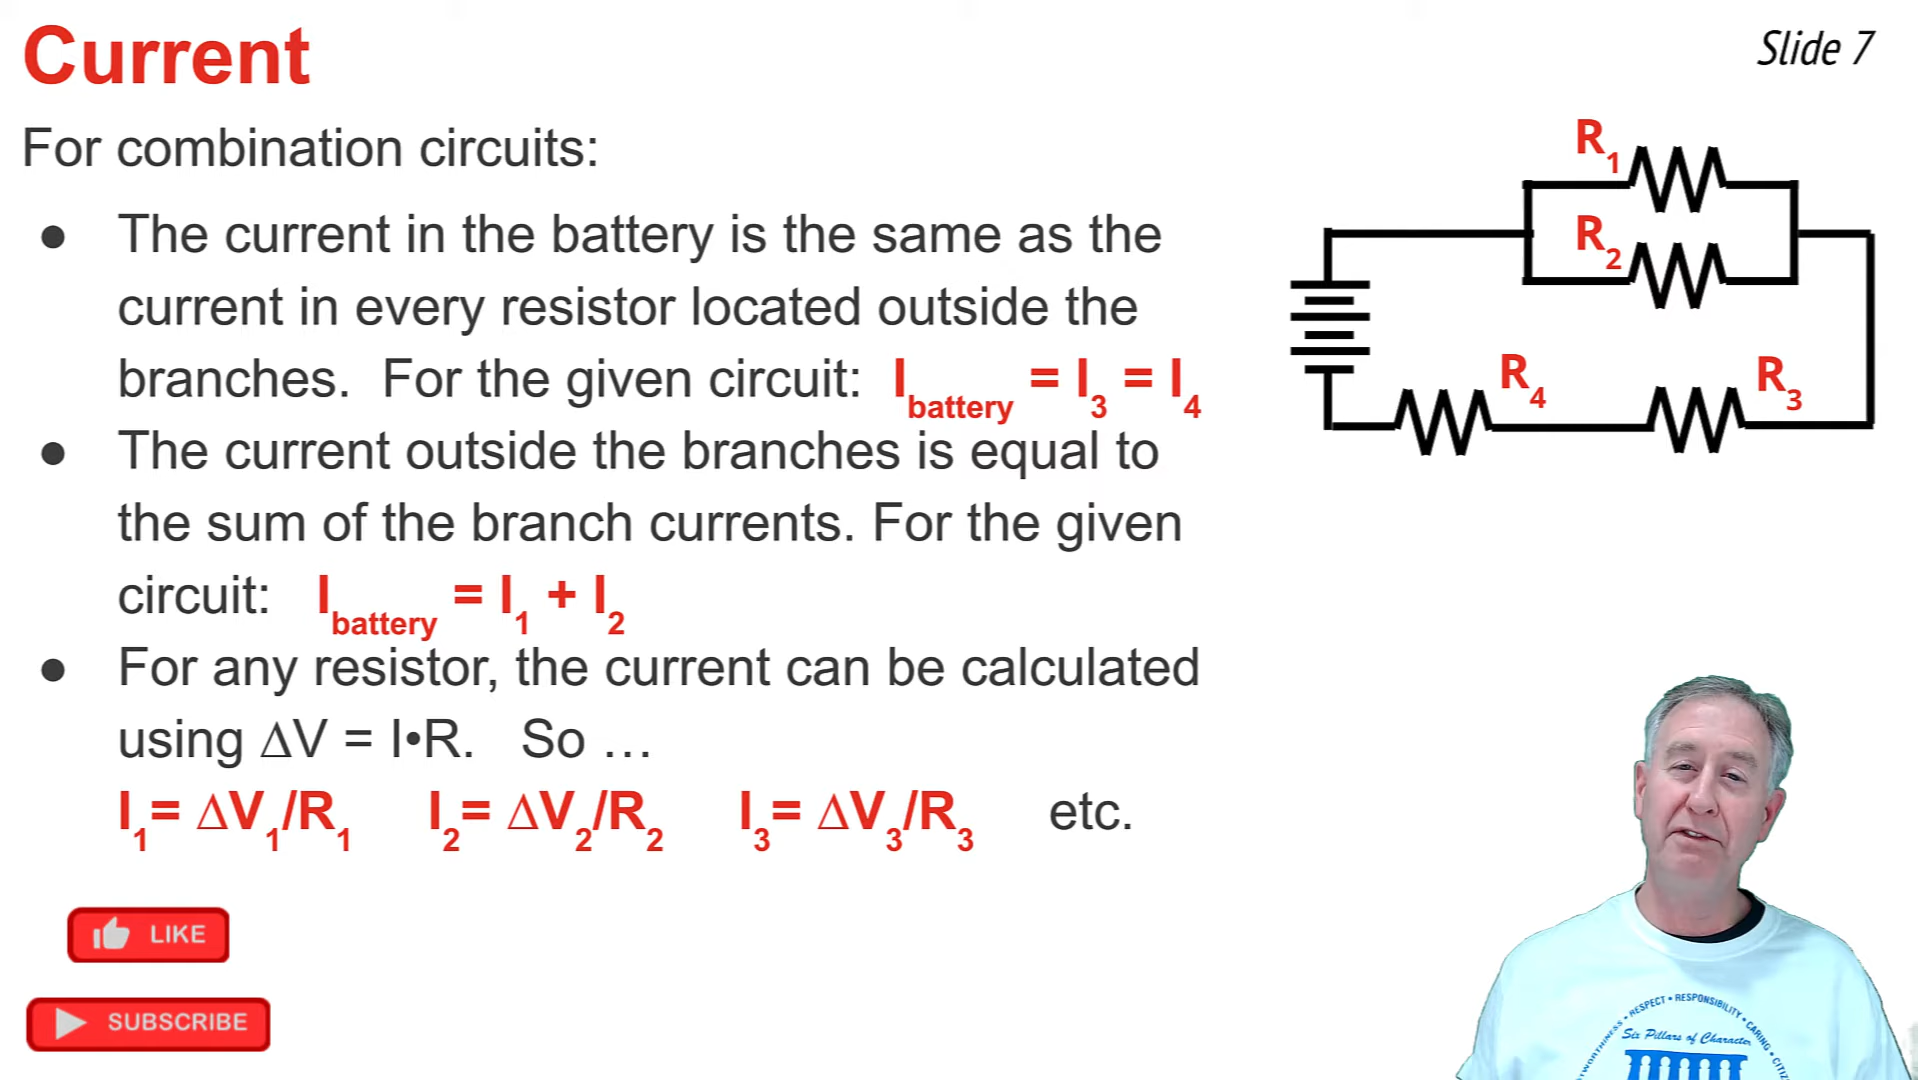 Current
Slide 7
For combination circuits:
● The current in the battery is the same as the
current in every resistor located outside the
branches. For the given circuit: I_battery = I_3 = I_4
● The current outside the branches is equal to
the sum of the branch currents. For the given
circuit: I_battery = I_1 + I_2
● For any resistor, the current can be calculated
using ΔV = I•R. So …
I_1= ΔV_1/R_1 I_2= ΔV_2/R_2 I_3= ΔV_3/R_3 etc.
R_1
R_2
R_4
R_3
LIKE
SUBSCRIBE
RESPECT • RESPONSIBILITY • CARING •
Six Pillars of Character